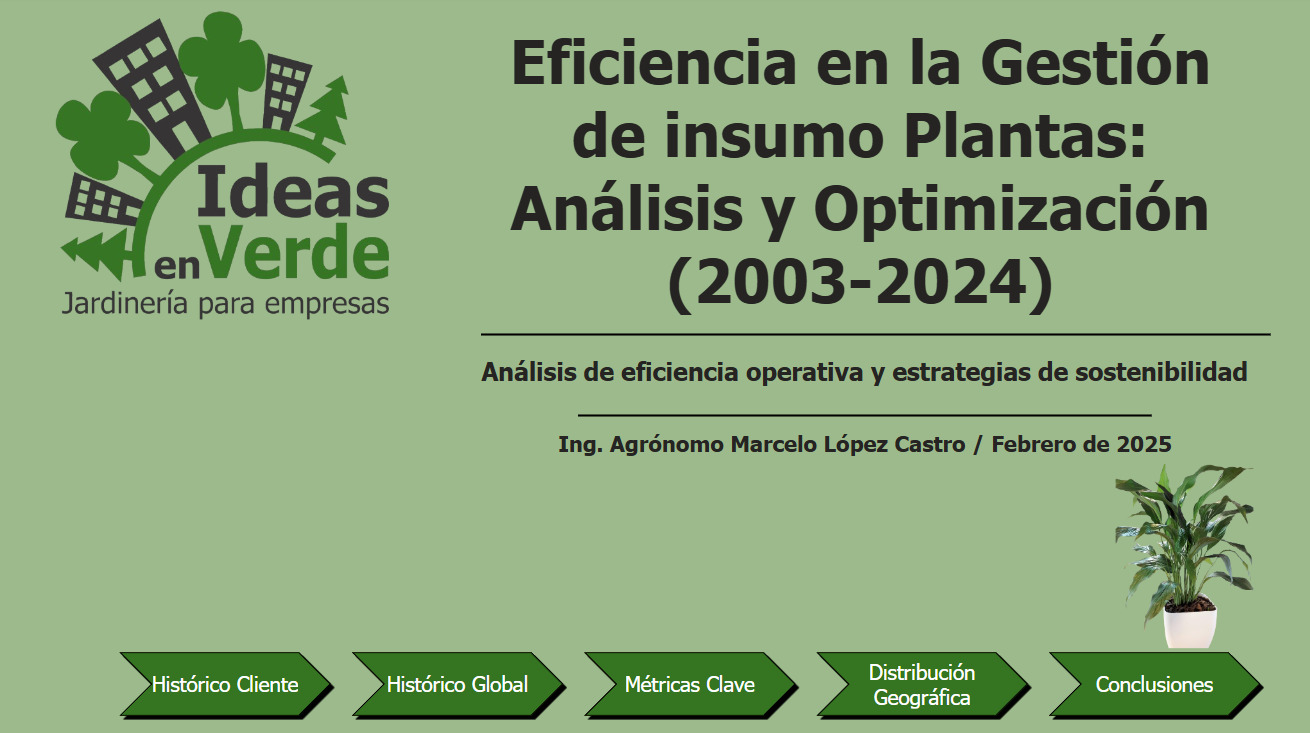 Ideas
en Verde
Jardinería para empresas
Eficiencia en la Gestión
de insumo Plantas:
Análisis y Optimización
(2003-2024)
Análisis de eficiencia operativa y estrategias de sostenibilidad
Ing. Agrónomo Marcelo López Castro / Febrero de 2025
Histórico Cliente
Histórico Global
Métricas Clave
Distribución
Geográfica
Conclusiones